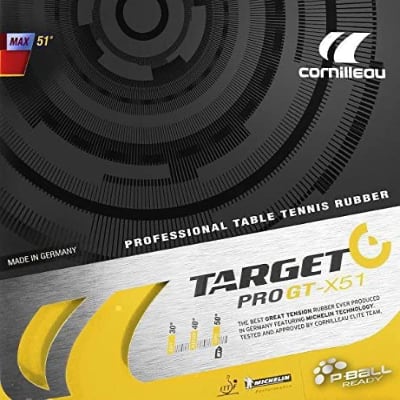 MAX 51°
cornilleau
PROFESSIONAL TABLE TENNIS RUBBER
MADE IN GERMANY
TARGET
PRO GT-X51
THE BEST GREAT TENSION RUBBER EVER PRODUCED
IN GERMANY FEATURING MICHELIN TECHNOLOGY.
TESTED AND APPROVED BY CORNILLEAU ELITE TEAM.
30° 40° 50°
ITTF
MICHELIN
P-BALL
READY